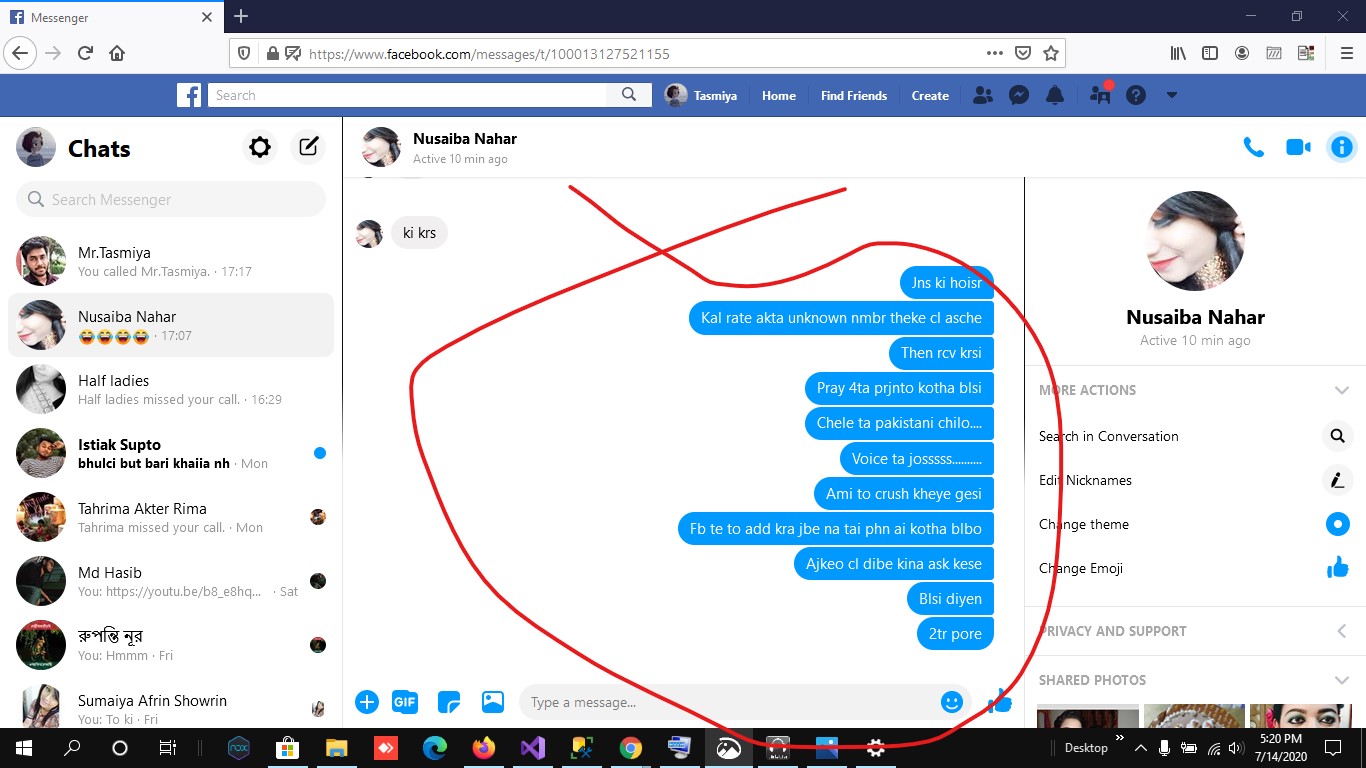 Messenger
https://www.facebook.com/messages/t/100013127521155
Search
Tasmiya
Home
Find Friends
Create
Chats
Search Messenger
Mr.Tasmiya
You called Mr.Tasmiya. · 17:17
Nusaiba Nahar
😂😂😂😂 · 17:07
Half ladies
Half ladies missed your call. · 16:29
Istiak Supto
bhulci but bari khaiia nh · Mon
Tahrima Akter Rima
Tahrima missed your call. · Mon
Md Hasib
You: https://youtu.be/b8_e8hq... · Sat
রুপন্তি নূর
You: Hmmm · Fri
Sumaiya Afrin Showrin
You: To ki · Fri
Nusaiba Nahar
Active 10 min ago
ki krs
Jns ki hoisr
Kal rate akta unknown nmbr theke cl asche
Then rcv krsi
Pray 4ta prjnto kotha blsi
Chele ta pakistani chilo....
Voice ta josssss..........
Ami to crush kheye gesi
Fb te to add kra jbe na tai phn ai kotha blbo
Ajkeo cl dibe kina ask kese
Blsi diyen
2tr pore
GIF
Type a message...
Nusaiba Nahar
Active 10 min ago
MORE ACTIONS
Search in Conversation
Edit Nicknames
Change theme
Change Emoji
PRIVACY AND SUPPORT
SHARED PHOTOS
nox
Desktop
5:20 PM
7/14/2020